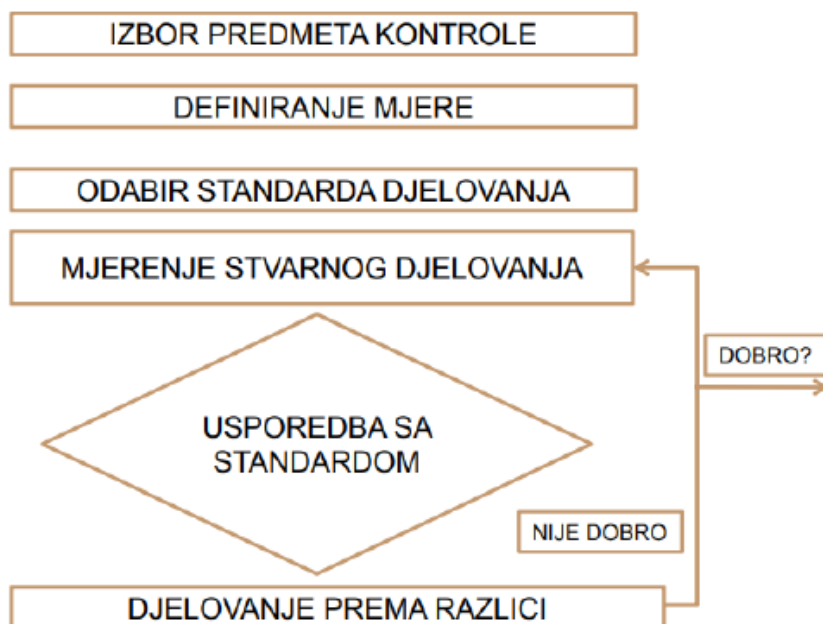 IZBOR PREDMETA KONTROLE
DEFINIRANJE MJERE
ODABIR STANDARDA DJELOVANJA
MJERENJE STVARNOG DJELOVANJA
DOBRO?
USPOREDBA SA
STANDARDOM
NIJE DOBRO
DJELOVANJE PREMA RAZLICI